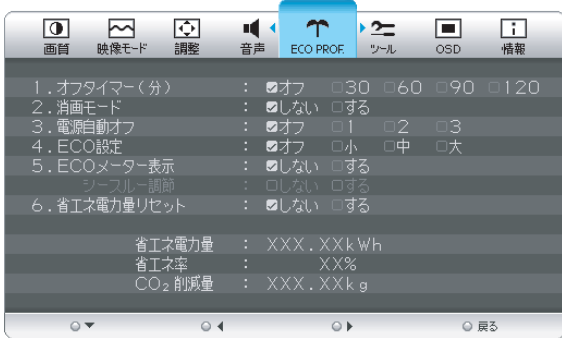 画質 映像モード 調整 音声 ECO PROF. ツール OSD 情報
1.オフタイマー(分) : ☑オフ □30 □60 □90 □120
2.消画モード : ☑しない □する
3.電源自動オフ : ☑オフ □1 □2 □3
4.ECO設定 : ☑オフ □小 □中 □大
5.ECOメーター表示 : ☑しない □する
シースルー調節 : □しない □する
6.省エネ電力量リセット : ☑しない □する
省エネ電力量 : XXX.XXkWh
省エネ率 : XX%
CO₂削減量 : XXX.XXkg
戻る